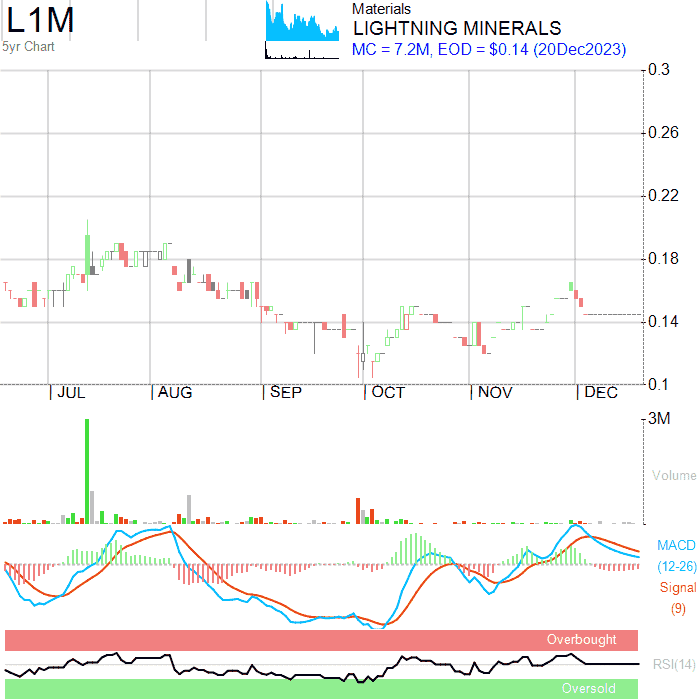 L1M
5yr Chart
Materials
LIGHTNING MINERALS
MC = 7.2M, EOD = $0.14 (20Dec2023)
0.3
0.26
0.22
0.18
0.14
0.1
JUL AUG SEP OCT NOV DEC
3M
Volume
MACD
(12-26)
Signal
(9)
Overbought
RSI(14)
Oversold